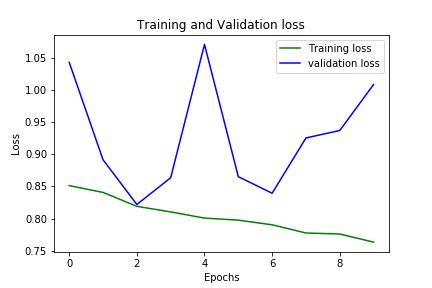 Training and Validation loss
Training loss
validation loss
1.05
1.00
0.95
0.90
0.85
0.80
0.75
Loss
0 2 4 6 8
Epochs